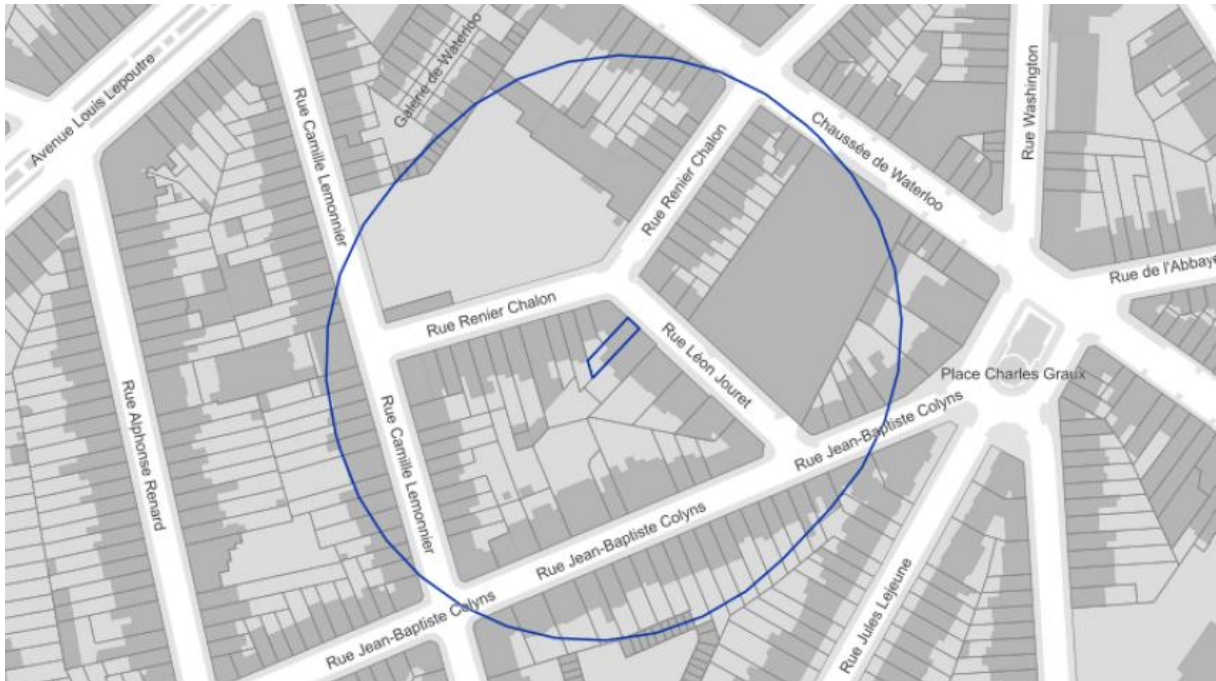 Avenue Louis Lepoutre
Rue Camille Lemonnier
Galerie de Waterloo
Rue Renier Chalon
Chaussée de Waterloo
Rue Washington
Rue de l'Abbaye
Rue Renier Chalon
Rue Léon Jouret
Place Charles Graux
Rue Alphonse Renard
Rue Camille Lemonnier
Rue Jean-Baptiste Colyns
Rue Jean-Baptiste Colyns
Rue Jean-Baptiste Colyns
Rue Jules Lejeune